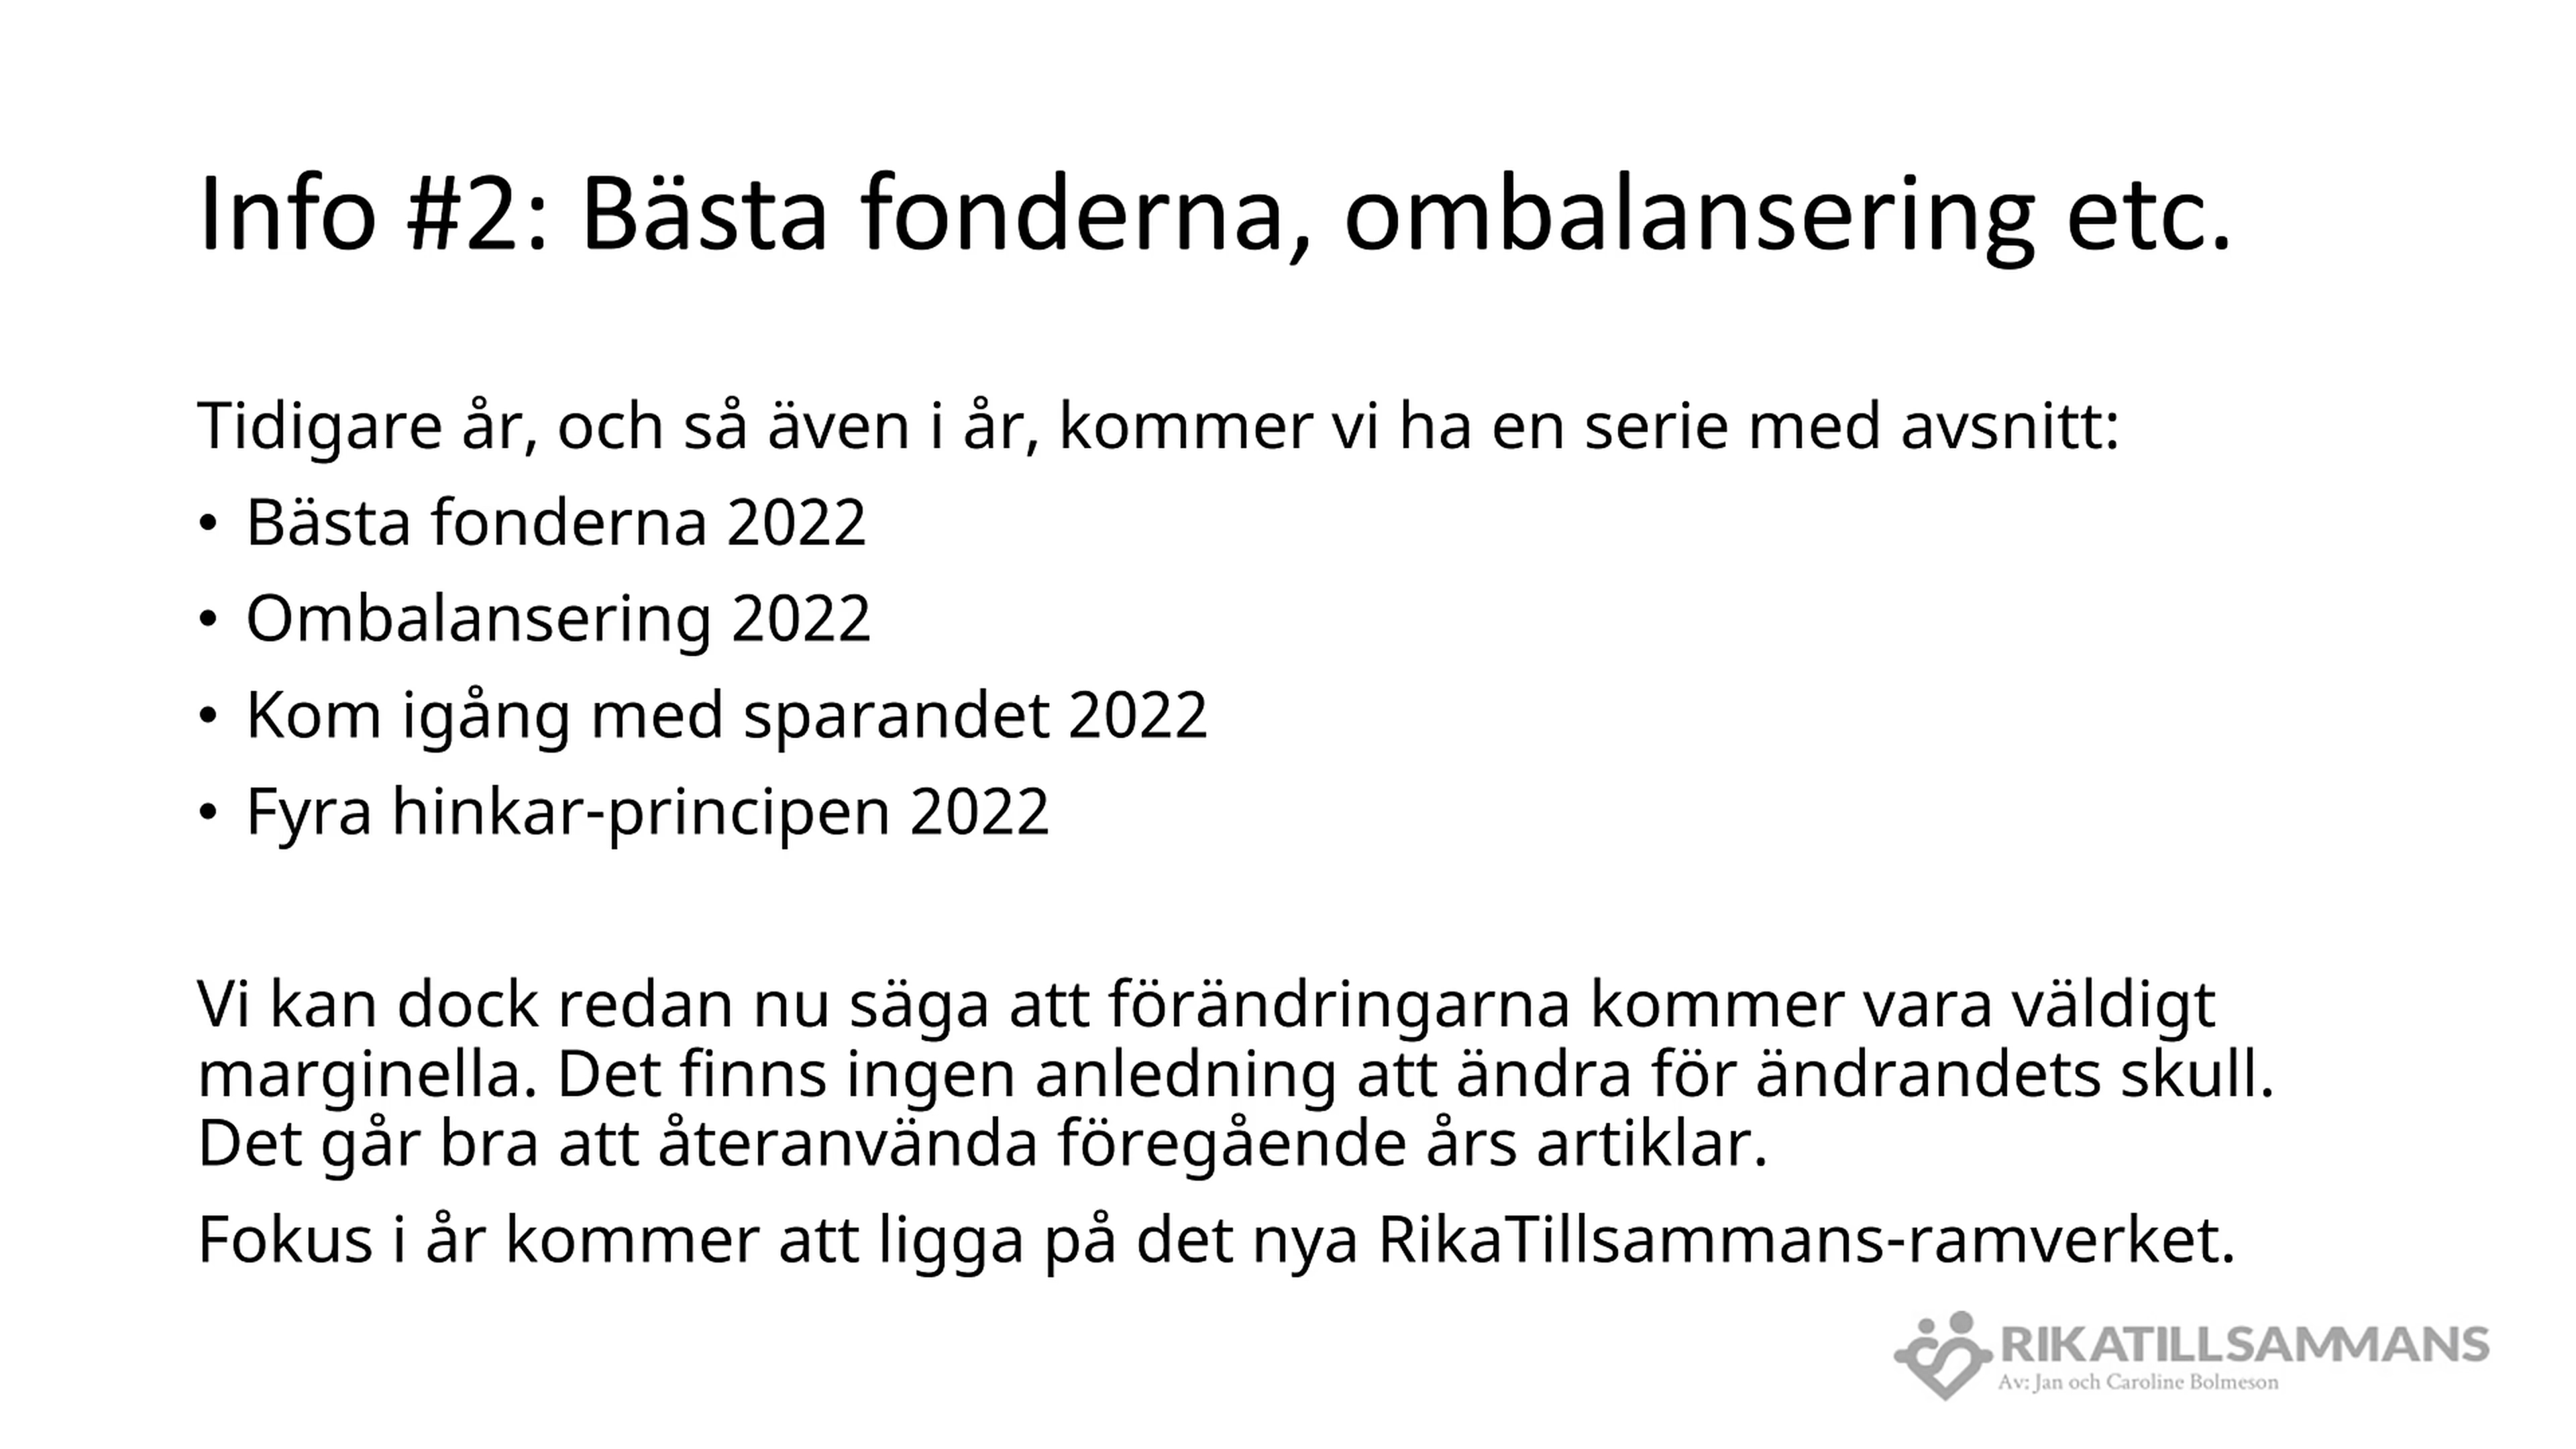 Info #2: Bästa fonderna, ombalansering etc.
Tidigare år, och så även i år, kommer vi ha en serie med avsnitt:
• Bästa fonderna 2022
• Ombalansering 2022
• Kom igång med sparandet 2022
• Fyra hinkar-principen 2022
Vi kan dock redan nu säga att förändringarna kommer vara väldigt
marginella. Det finns ingen anledning att ändra för ändrandets skull.
Det går bra att återanvända föregående års artiklar.
Fokus i år kommer att ligga på det nya RikaTillsammans-ramverket.
RIKATILLSAMMANS
Av: Jan och Caroline Bolmeson